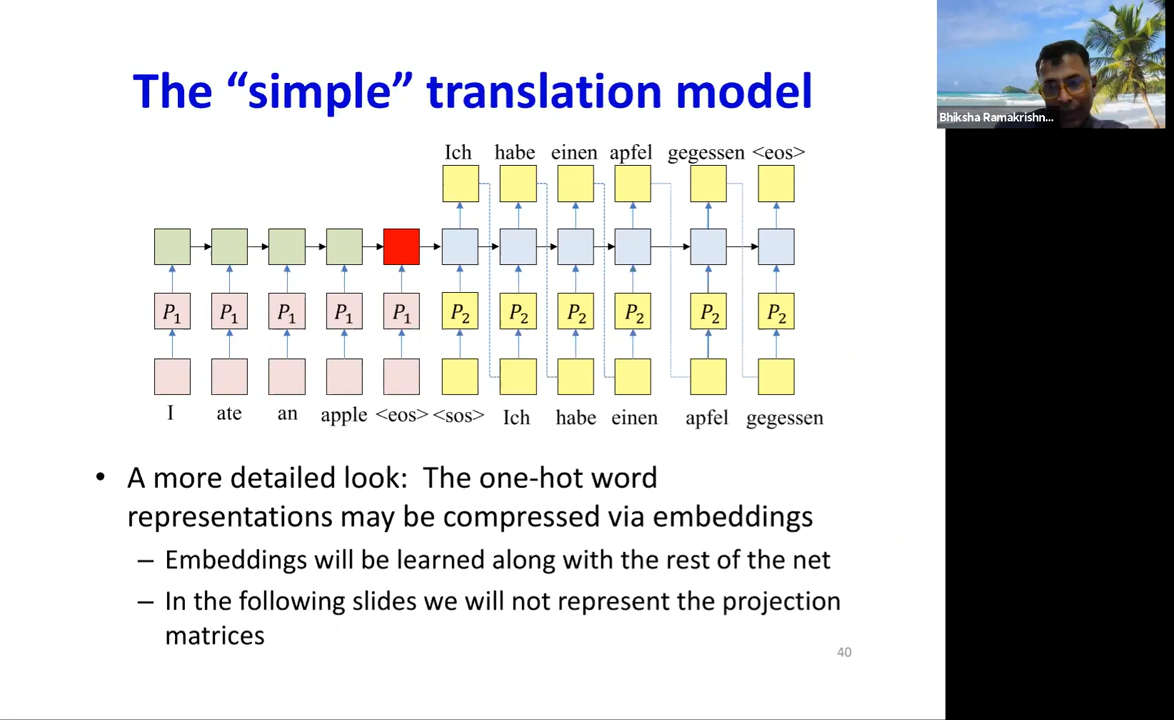 Bhiksha Ramakrishn...
The “simple” translation model
Ich habe einen apfel gegessen <eos>
P₁ P₁ P₁ P₁ P₁ P₂ P₂ P₂ P₂ P₂ P₂
I ate an apple <eos> <sos> Ich habe einen apfel gegessen
• A more detailed look: The one-hot word
representations may be compressed via embeddings
– Embeddings will be learned along with the rest of the net
– In the following slides we will not represent the projection
matrices
40